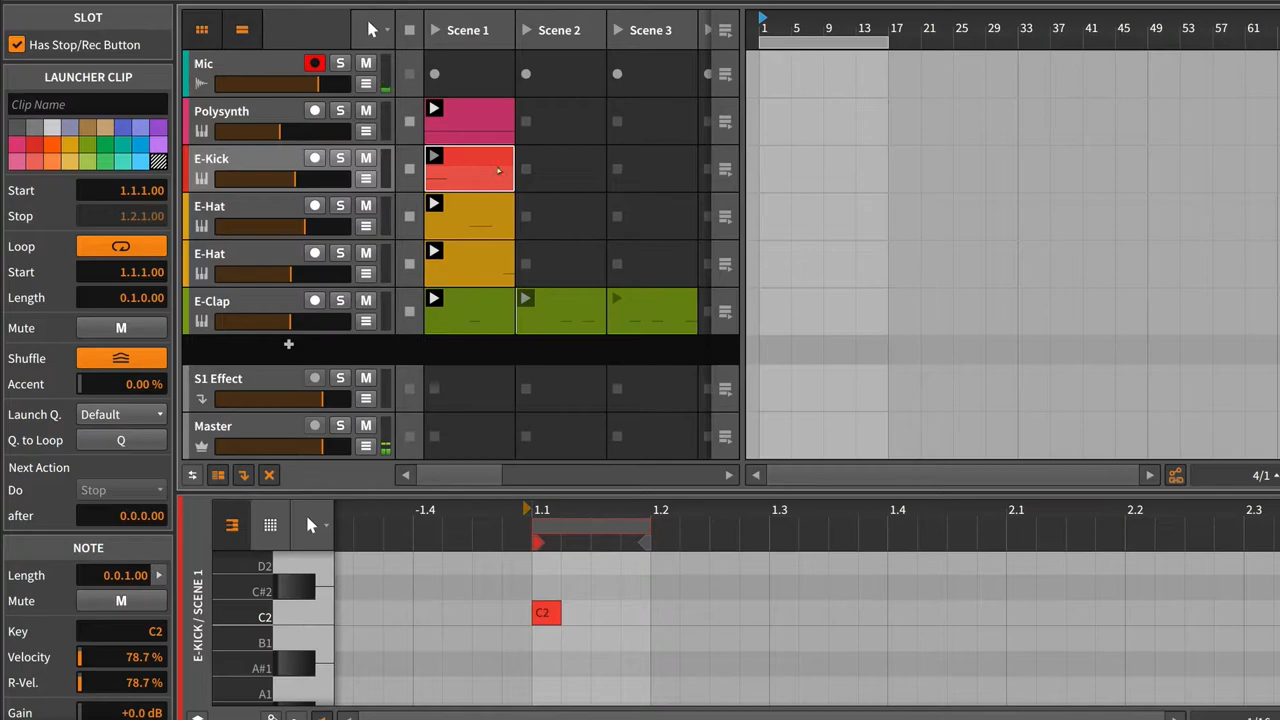 SLOT
Has Stop/Rec Button
LAUNCHER CLIP
Clip Name
Start 1.1.1.00
Stop 1.2.1.00
Loop
Start 1.1.1.00
Length 0.1.0.00
Mute M
Shuffle
Accent 0.00 %
Launch Q. Default
Q. to Loop Q
Next Action
Do Stop
after 0.0.0.00
NOTE
Length 0.0.1.00
Mute M
Key C2
Velocity 78.7 %
R-Vel. 78.7 %
Gain +0.0 dB
Scene 1 Scene 2 Scene 3
Mic S M
Polysynth S M
E-Kick S M
E-Hat S M
E-Hat S M
E-Clap S M
S1 Effect S M
Master S M
1 5 9 13 17 21 25 29 33 37 41 45 49 53 57 61
4/1
-1.4 1.1 1.2 1.3 1.4 2.1 2.2 2.3
E-KICK / SCENE 1
D2
C#2
C2 C2
B1
A#1
A1